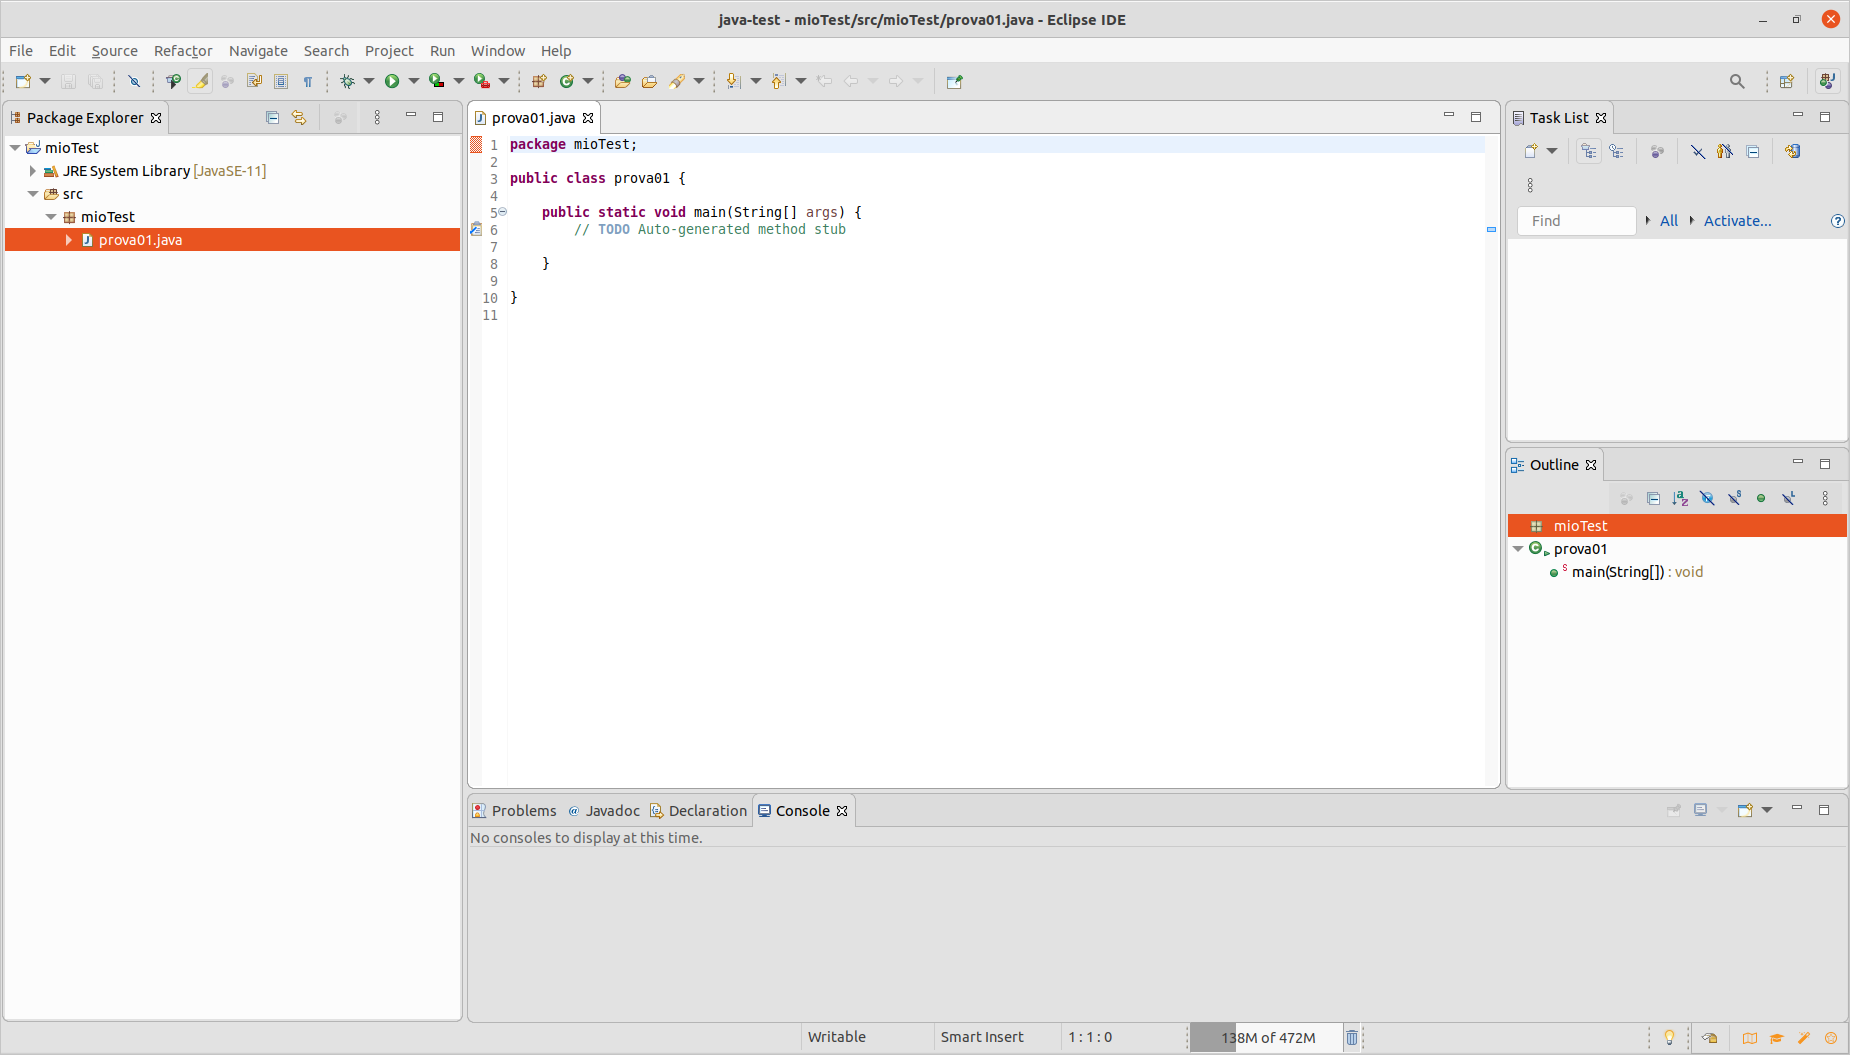 java-test - mioTest/src/mioTest/prova01.java - Eclipse IDE
File Edit Source Refactor Navigate Search Project Run Window Help
Package Explorer
mioTest
JRE System Library [JavaSE-11]
src
mioTest
prova01.java
prova01.java
1 package mioTest;
2
3 public class prova01 {
4
5 public static void main(String[] args) {
6 // TODO Auto-generated method stub
7
8 }
9
10 }
11
Task List
Find All Activate...
Outline
mioTest
prova01
main(String[]) : void
Problems Javadoc Declaration Console
No consoles to display at this time.
Writable Smart Insert 1 : 1 : 0 138M of 472M